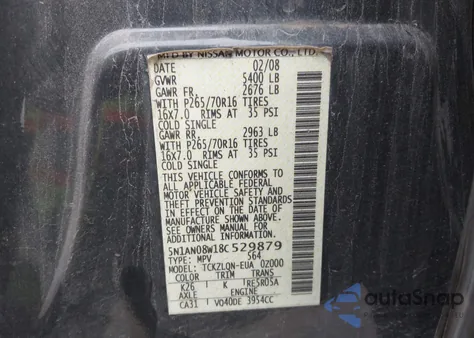 MFD BY NISSAN MOTOR CO., LTD.
DATE 02/08
GVWR 5400 LB
GAWR FR. 2676 LB
WITH P265/70R16 TIRES
16X7.0 RIMS AT 35 PSI
COLD SINGLE
GAWR RR. 2963 LB
WITH P265/70R16 TIRES
16X7.0 RIMS AT 35 PSI
COLD SINGLE
THIS VEHICLE CONFORMS TO
ALL APPLICABLE FEDERAL
MOTOR VEHICLE SAFETY
AND THEFT PREVENTION
STANDARDS IN EFFECT ON
THE DATE OF MANUFACTURE
SHOWN ABOVE.
SEE OWNERS MANUAL FOR
ADDITIONAL INFORMATION
5N1AN08W18C529879
TYPE: MPV S64
MODEL: TCKZLQN-EUA 02000
COLOR TRIM TRANS
K26 K TRE5R05A
AXLE ENGINE
CA31 VQ40DE 3954CC
autoSnap